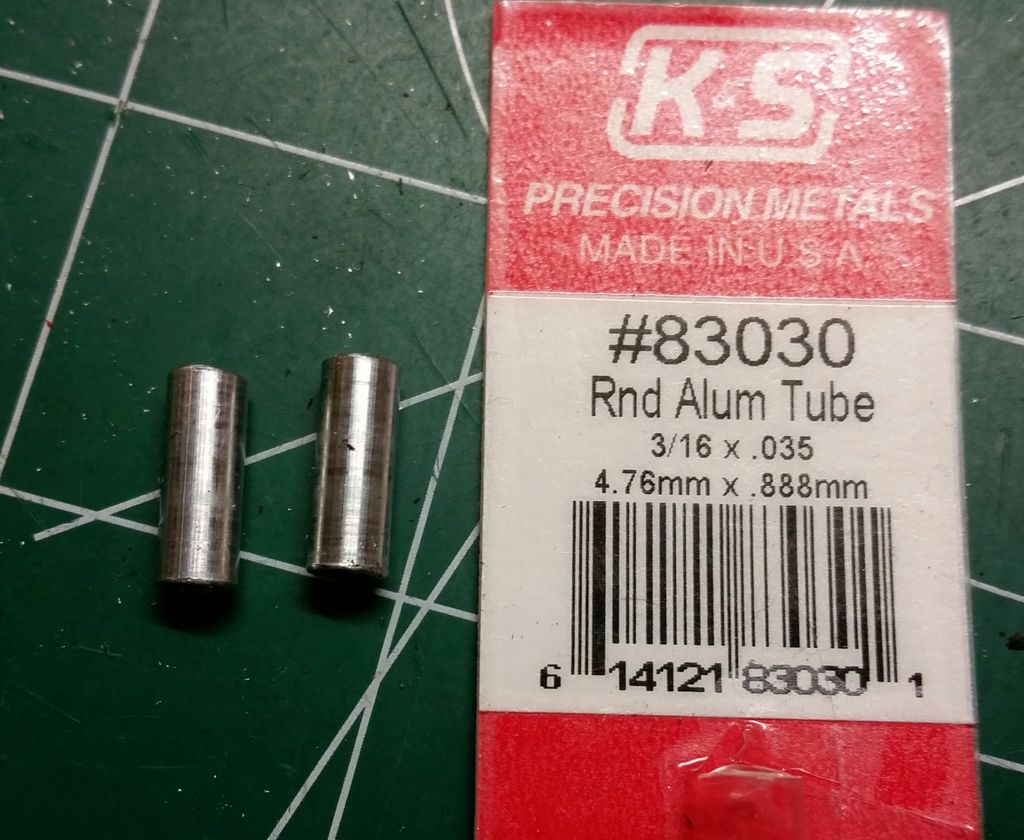 K&S
PRECISION METALS
MADE IN U.S.A.
#83030
Rnd Alum Tube
3/16 x .035
4.76mm x .888mm
6 14121 83030 1